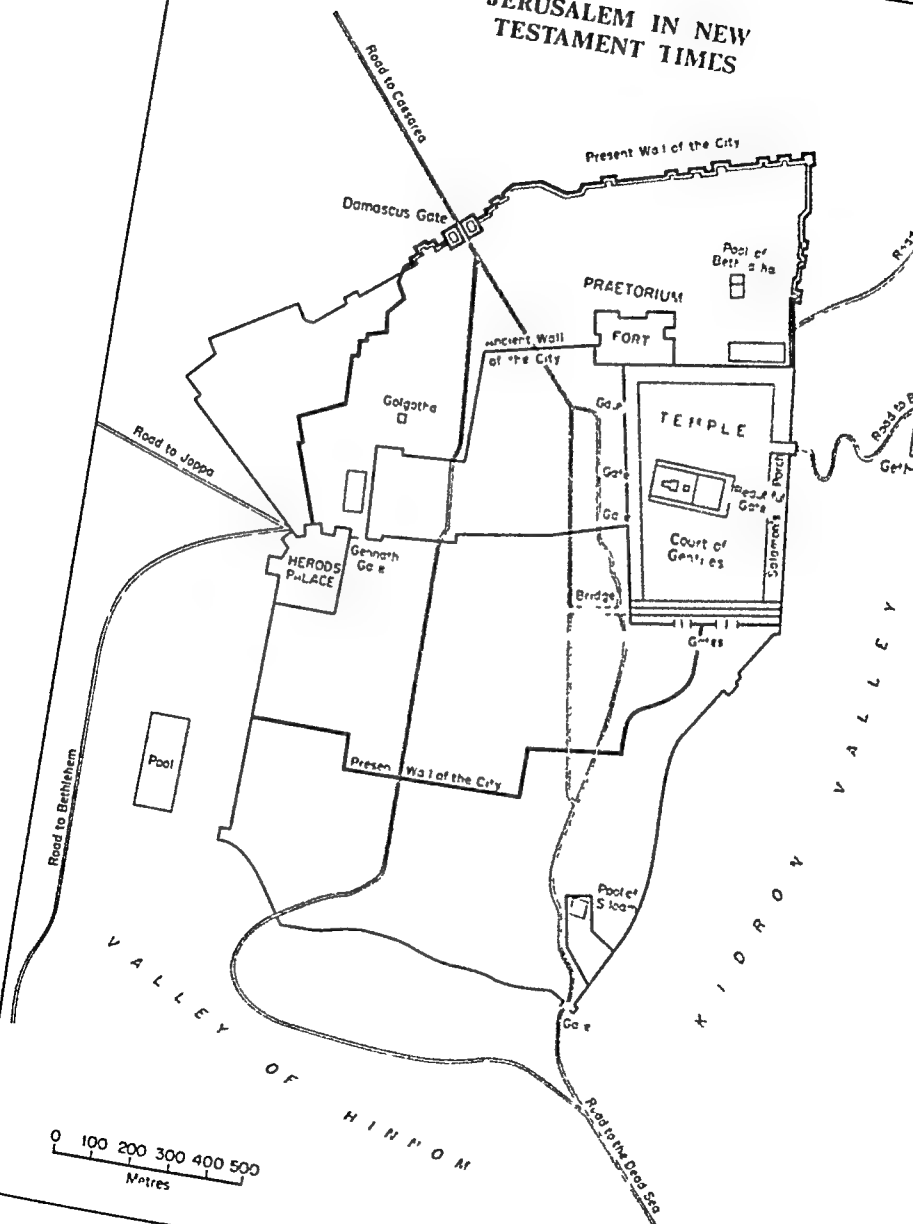 JERUSALEM IN NEW
TESTAMENT TIMES
Road to Caesarea
Present Wall of the City
Damascus Gate
Pool of
PRAETORIUM
FORT
Ancient Wall
of the City
Golgotha
Gate
TEMPLE
Road to Joppa
Gate
Gate
Court of
Gentiles
Solomon's Porch
Gennath
Gate
HERODS
PALACE
Bridge
Gates
Pool
Present Wall of the City
Road to Bethlehem
Pool of
Siloam
KIDRON VALLEY
VALLEY OF HINNOM
Gate
Road to the Dead Sea
0 100 200 300 400 500
Metres